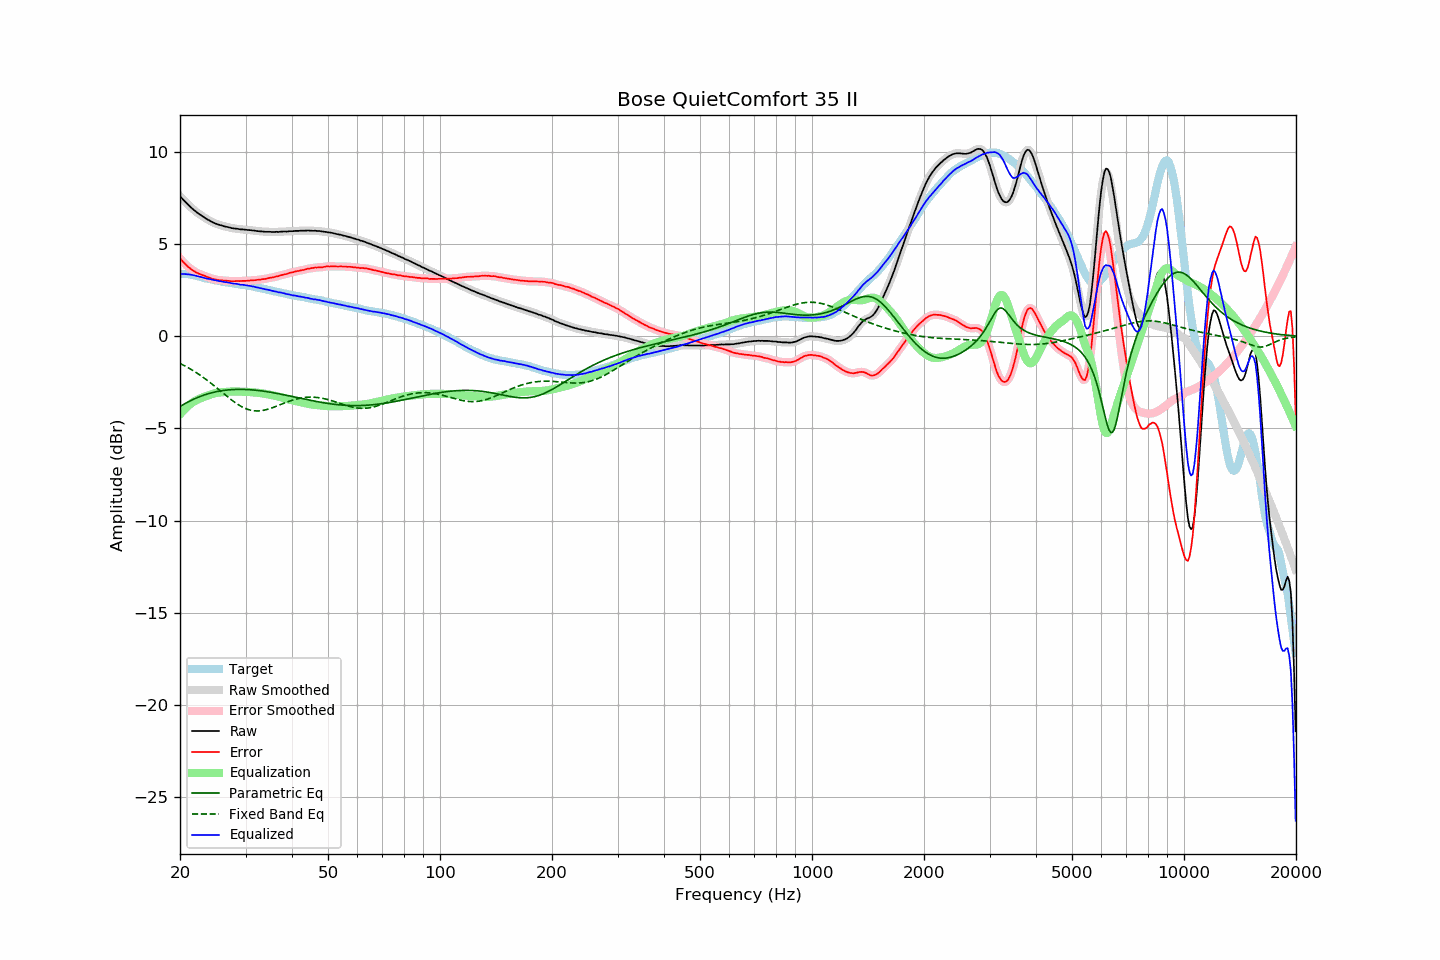 Bose QuietComfort 35 II
Amplitude (dBr)
10
5
0
−5
−10
−15
−20
−25
Target
Raw Smoothed
Error Smoothed
Raw
Error
Equalization
Parametric Eq
Fixed Band Eq
Equalized
20 50 100 200 500 1000 2000 5000 10000 20000
Frequency (Hz)